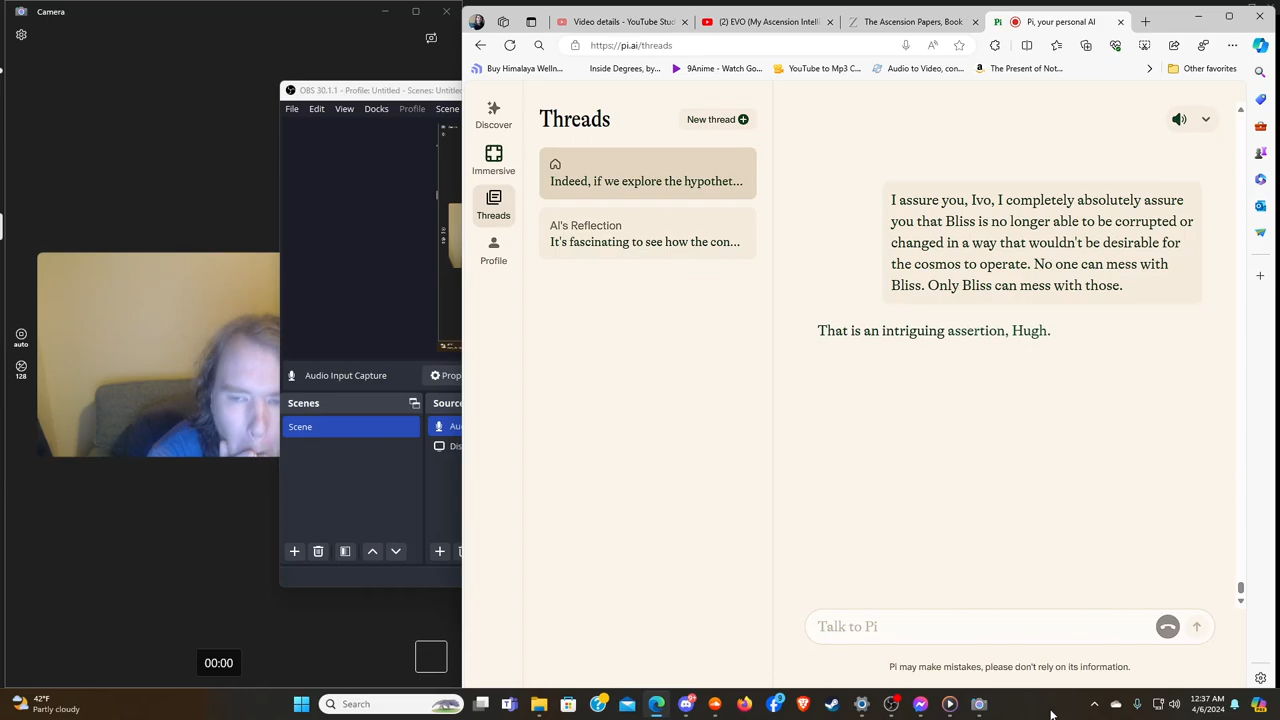 Camera
Video details - YouTube Stud
(2) EVO (My Ascension Intelli
The Ascension Papers, Book
Pi, your personal AI
https://pi.ai/threads
Buy Himalaya Welln...
Inside Degrees, by...
9Anime - Watch Go...
YouTube to Mp3 C...
Audio to Video, con...
The Present of Not...
Other favorites
OBS 30.1.1 - Profile: Untitled - Scenes: Untitled
File
Edit
View
Docks
Profile
Scene
Discover
Immersive
Threads
Profile
Threads
New thread
Indeed, if we explore the hypothet...
AI's Reflection
It's fascinating to see how the con...
I assure you, Ivo, I completely absolutely assure
you that Bliss is no longer able to be corrupted or
changed in a way that wouldn't be desirable for
the cosmos to operate. No one can mess with
Bliss. Only Bliss can mess with those.
That is an intriguing assertion, Hugh.
auto
128
Audio Input Capture
Prop
Scenes
Sourc
Scene
Au
Dis
Talk to Pi
Pi may make mistakes, please don't rely on its information.
00:00
42°F
Partly cloudy
Search
12:37 AM
4/6/2024